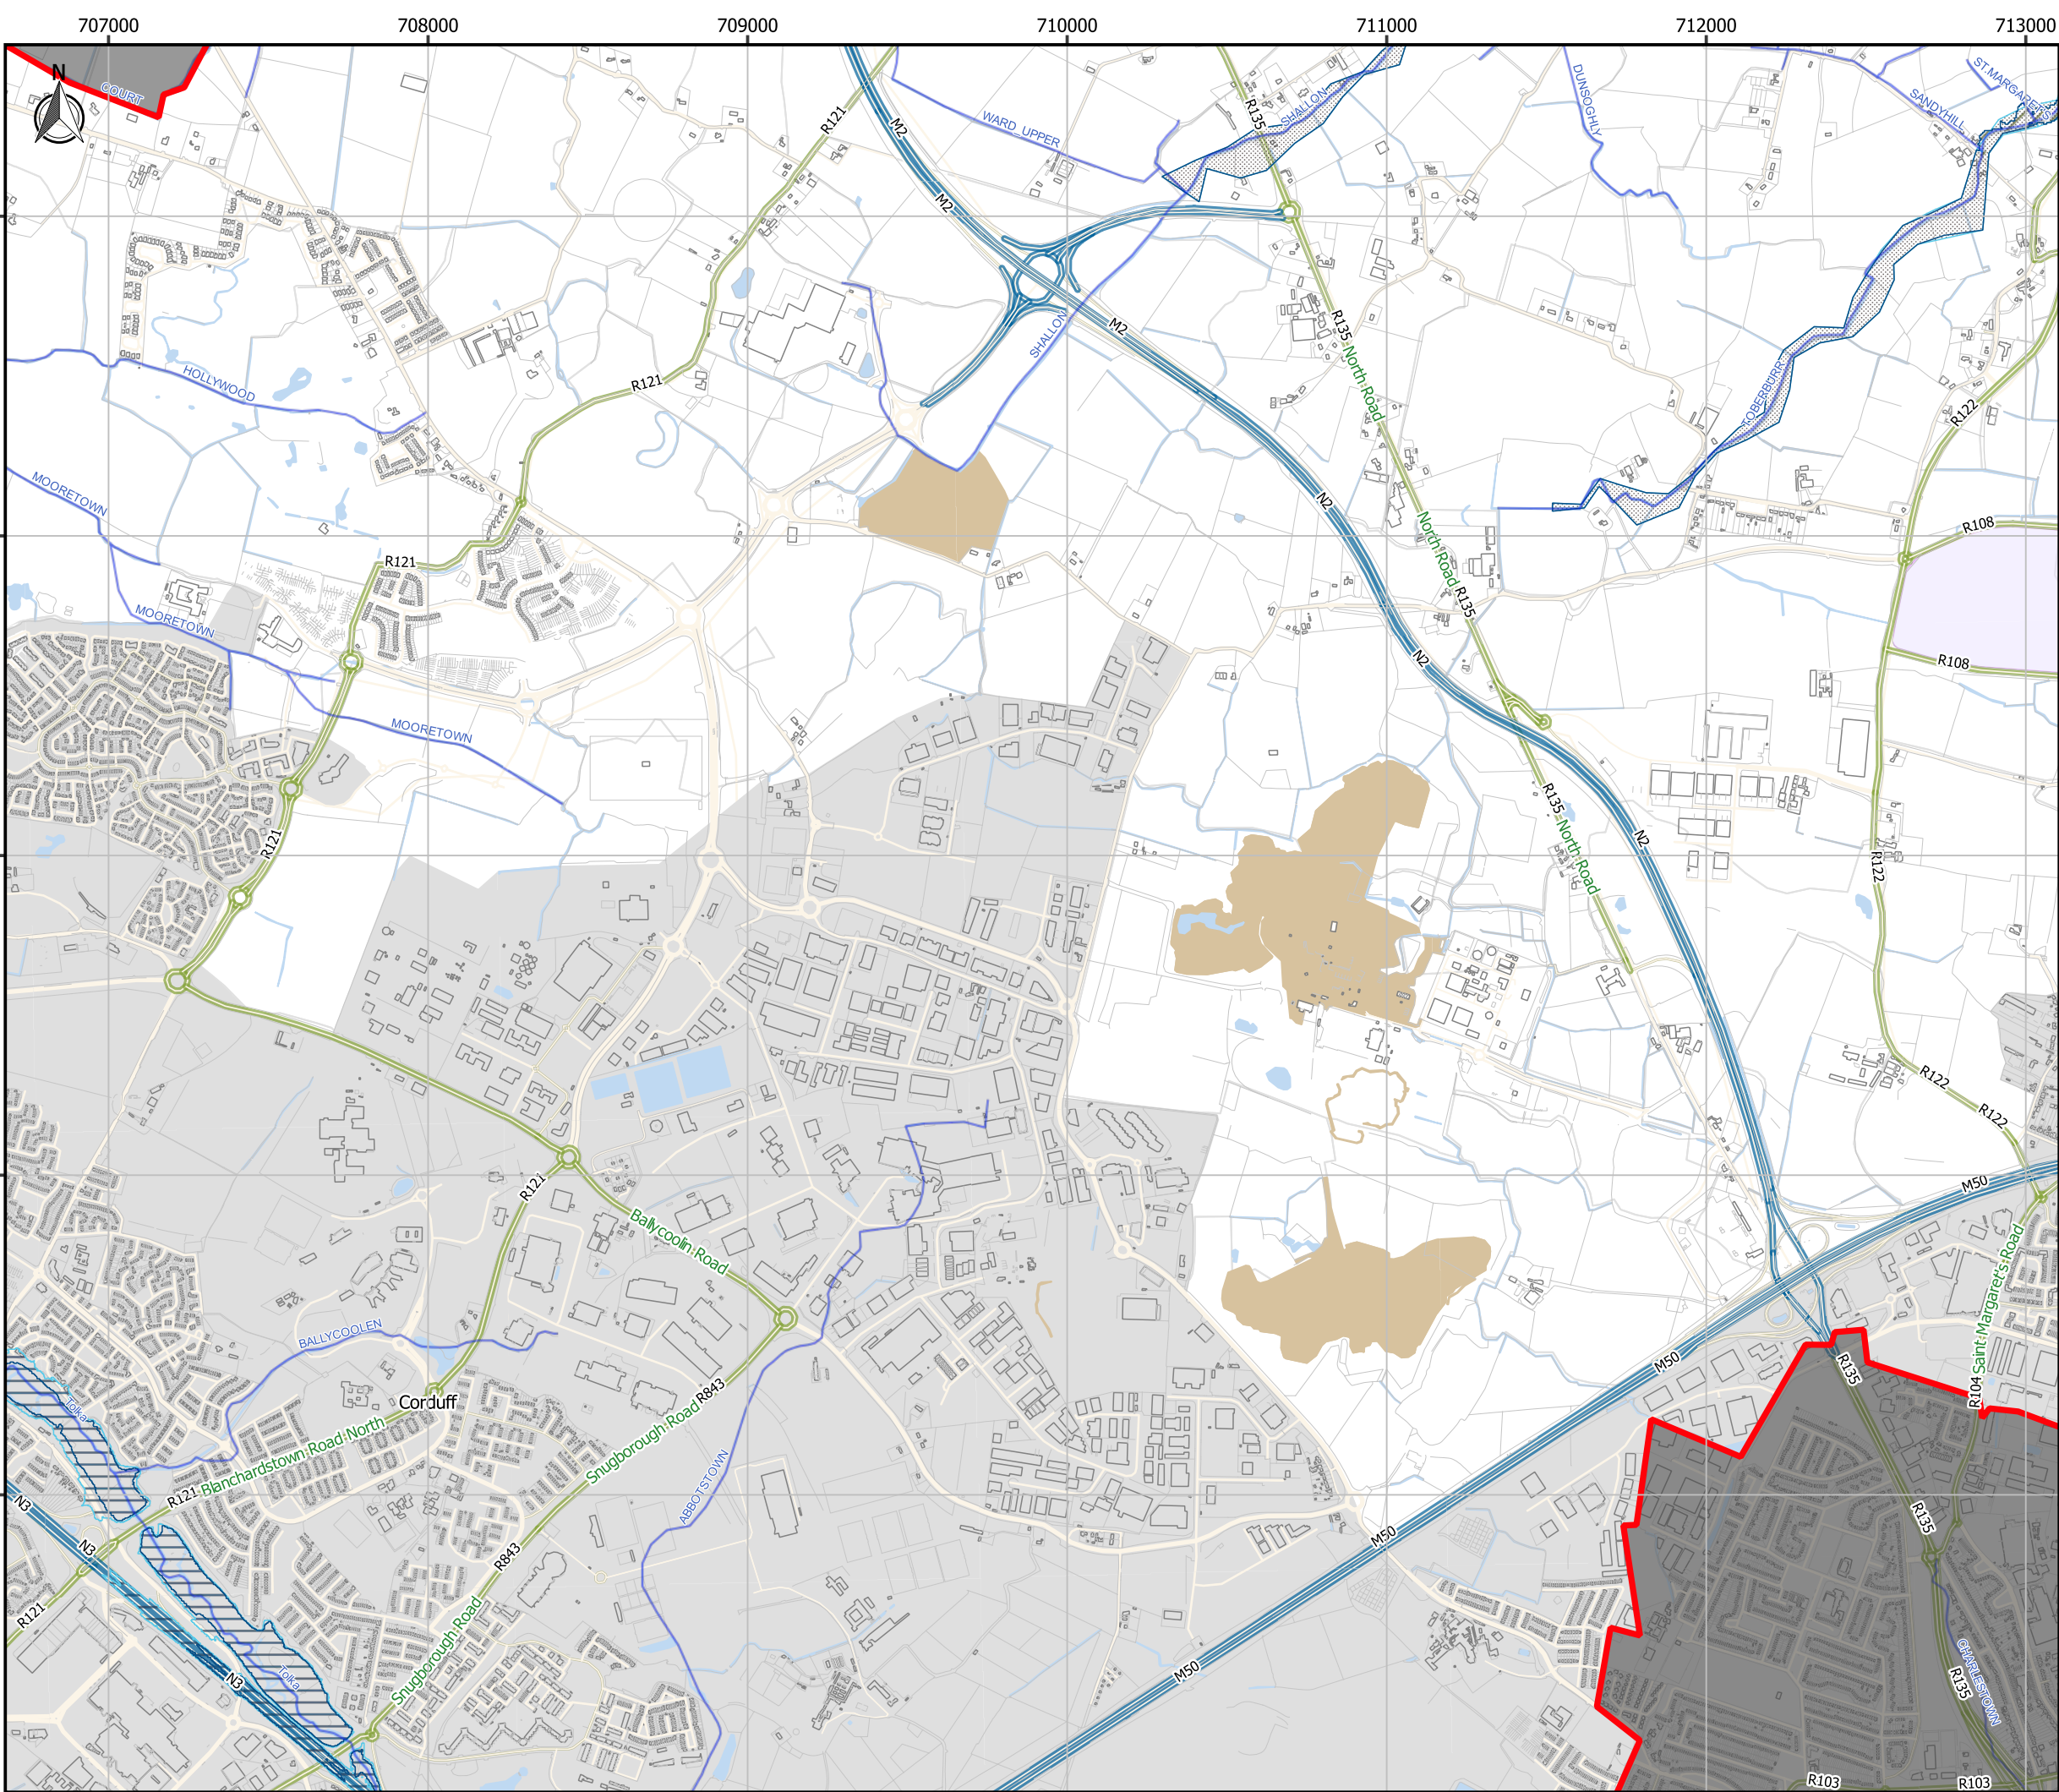 707000 708000 709000 710000 711000 712000 713000
N
COURT
R121
M2
WARD_UPPER
R135
SHALLON
DUNSOGHLY
SANDYHILL
ST.MARGARET'S
M2
SHALLON
M2
R135
North Road
TOBERBURR
R122
HOLLYWOOD
R121
MOORETOWN
N2
North Road
R108
R121
R135
MOORETOWN
N2
R108
MOORETOWN
R135
North Road
N2
R121
R122
R122
R122
M50
R121
Ballycoolin Road
Saint Margaret's Road
BALLYCOOLEN
M50
R135
R104
Corduff
R843
Tolka
Blanchardstown Road North
R121
Snugborough Road
ABBOTSTOWN
N3
N3
R843
M50
R135
R121
Snugborough Road
Tolka
N3
M50
CHARLESTOWN
R135
R103
R103